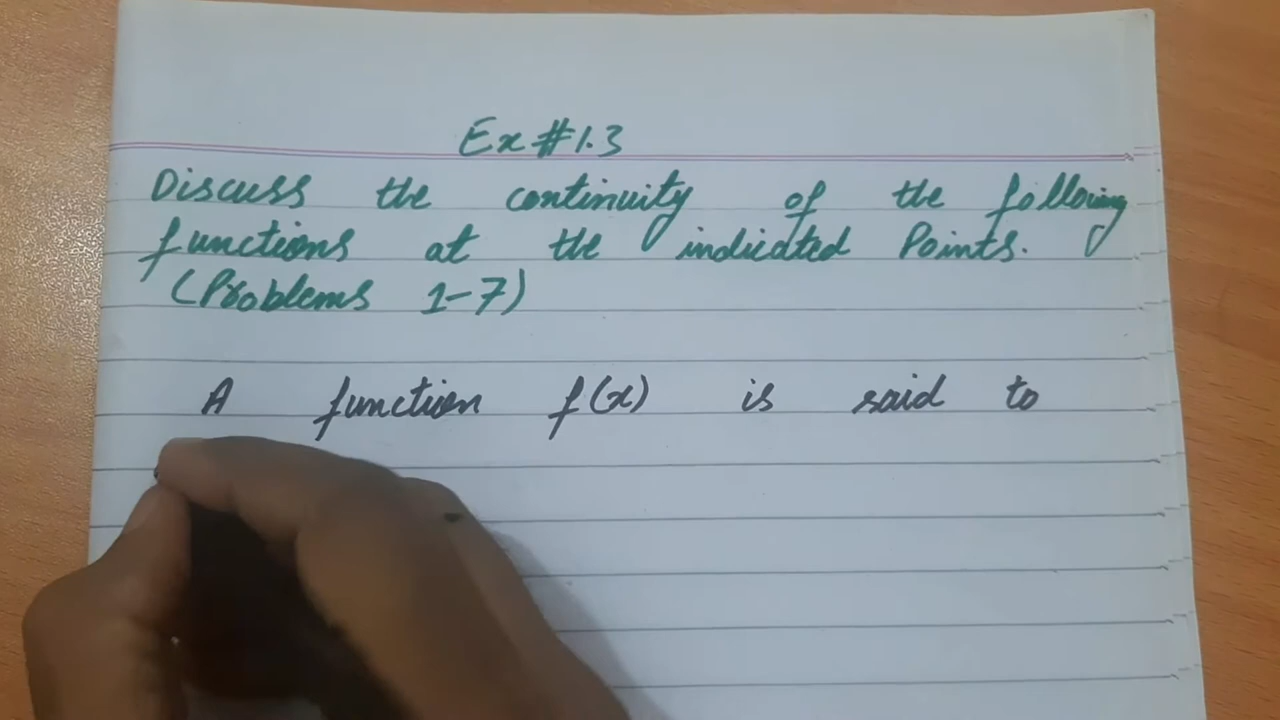 Ex#1.3
Discuss the continuity of the following
functions at the indicated Points.
(Problems 1-7)
A function f(x) is said to